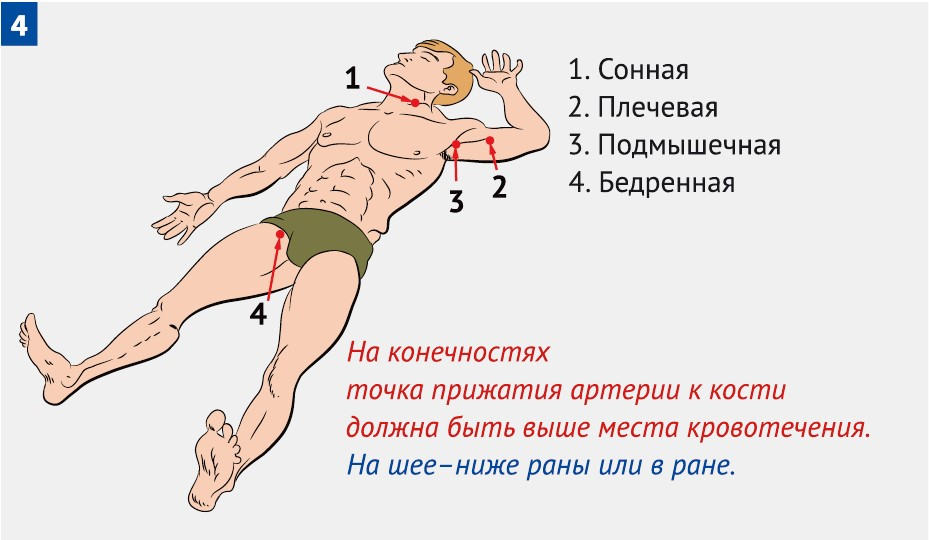 4
1
1. Сонная
2. Плечевая
3. Подмышечная
4. Бедренная
3
2
4
На конечностях
точка прижатия артерии к кости
должна быть выше места кровотечения.
На шее–ниже раны или в ране.